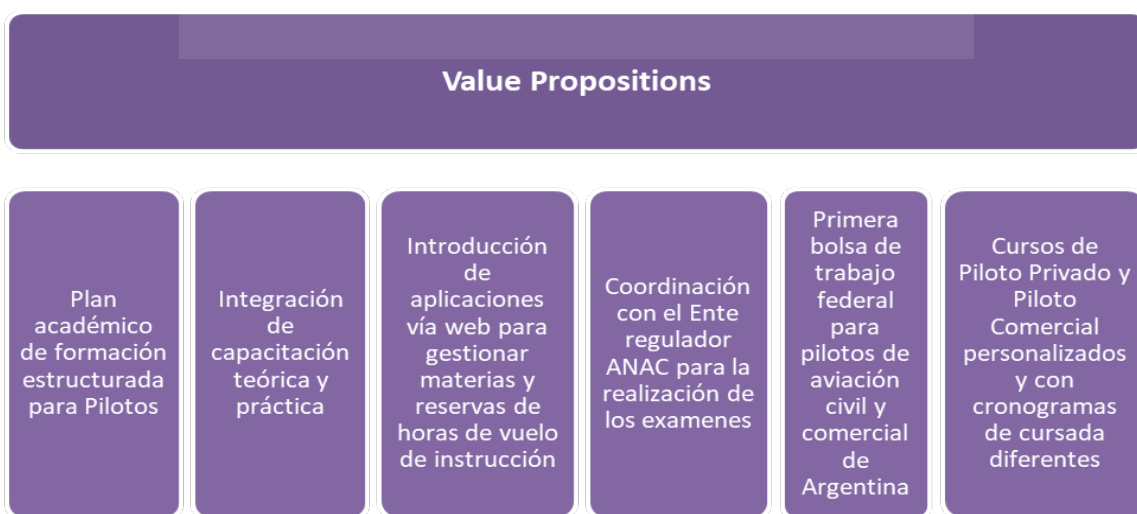 Value Propositions
Plan
académico
de formación
estructurada
para Pilotos
Integración
de
capacitación
teórica y
práctica
Introducción
de
aplicaciones
vía web para
gestionar
materias y
reservas de
horas de vuelo
de instrucción
Coordinación
con el Ente
regulador
ANAC para la
realización de
los examenes
Primera
bolsa de
trabajo
federal
para
pilotos de
aviación
civil y
comercial
de
Argentina
Cursos de
Piloto Privado y
Piloto
Comercial
personalizados
y con
cronogramas
de cursada
diferentes